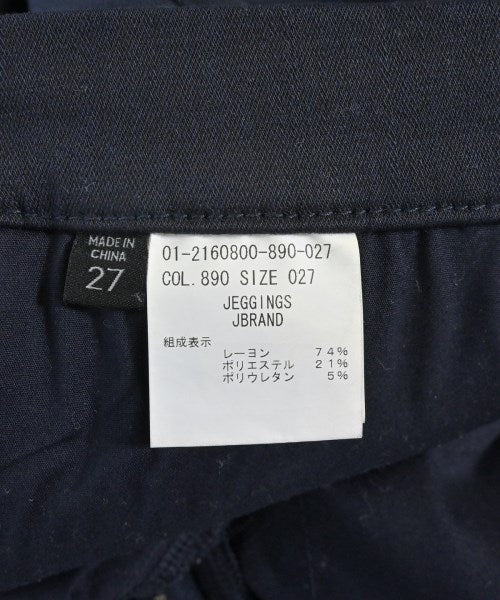 MADE IN
CHINA
27
01-2160800-890-027
COL.890 SIZE 027
JEGGINGS
JBRAND
組成表示
レーヨン 74%
ポリエステル 21%
ポリウレタン 5%